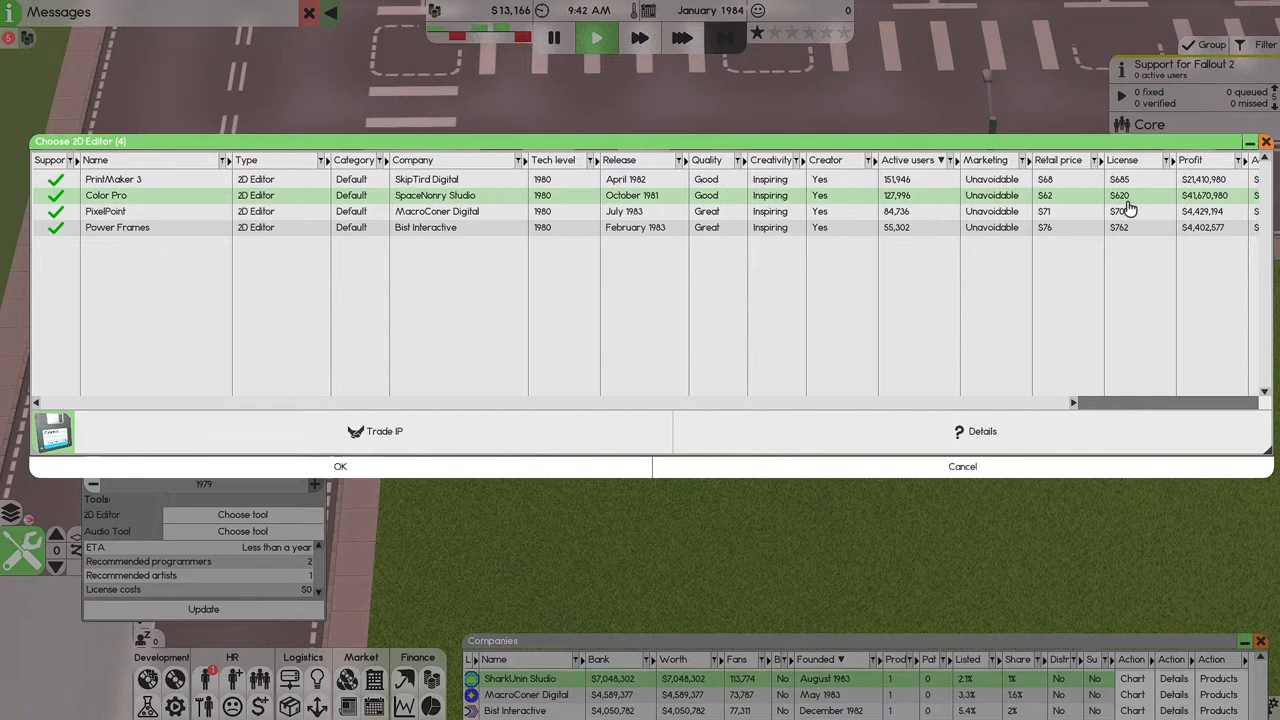 Messages
$13,166 9:42 AM January 1984 0
5
Group Filter
Support for Fallout 2
0 active users
0 fixed 0 queued
0 verified 0 missed
5
Core
Choose 2D Editor (4)
Suppor Name Type Category Company Tech level Release Quality Creativity Creator Active users Marketing Retail price License Profit A
PrintMaker 3 2D Editor Default SkipTird Digital 1980 April 1982 Good Inspiring Yes 151,946 Unavoidable $68 $685 $21,410,980 S
Color Pro 2D Editor Default SpaceNonry Studio 1980 October 1981 Good Inspiring Yes 127,996 Unavoidable $62 $620 $41,670,980 S
PixelPoint 2D Editor Default MacroConer Digital 1980 July 1983 Great Inspiring Yes 84,736 Unavoidable $71 $4,429,194 S
Power Frames 2D Editor Default Bist Interactive 1980 February 1983 Great Inspiring Yes 55,302 Unavoidable $76 $762 $4,402,577 S
Trade IP ? Details
OK Cancel
1979
Tools:
2D Editor Choose tool
Audio Tool Choose tool
0
ETA Less than a year
Recommended programmers 2
Recommended artists 1
License costs $0
Update
0
Development HR Logistics Market Finance
1
Companies
L Name Bank Worth Fans B Founded Prod Pat Listed Share Distr Su Action Action Action
SharkUnin Studio $7,048,302 $7,048,302 113,774 No August 1983 1 0 2.1% 1% No No Chart Details Products
MacroConer Digital $4,589,377 $4,589,377 73,787 No May 1983 1 0 3.3% 1.6% No No Chart Details Products
Bist Interactive $4,050,782 $4,050,782 77,311 No December 1982 1 0 5.4% 2% No No Chart Details Products